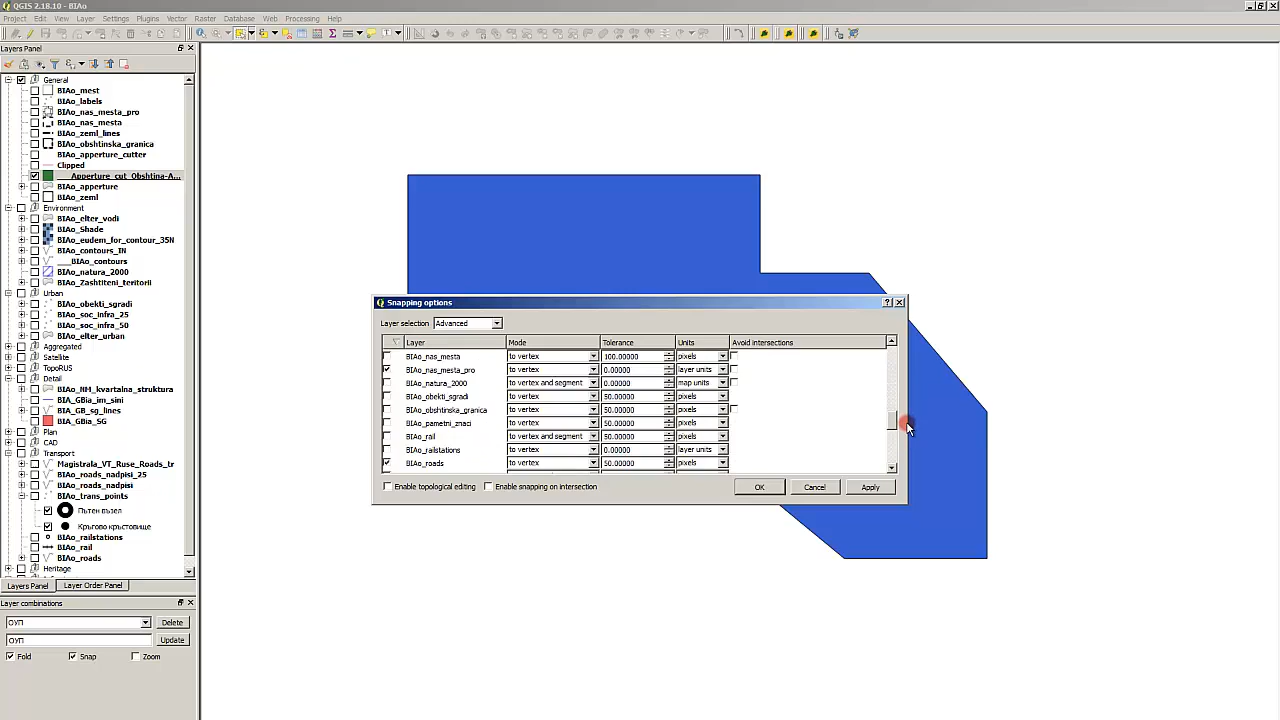 QGIS 2.18.10 - BIAo
Project Edit View Layer Settings Plugins Vector Raster Database Web Processing Help
Layers Panel
General
BIAo_mest
BIAo_labels
BIAo_nas_mesta_pro
BIAo_nas_mesta
BIAo_zeml_lines
BIAo_obshtinska_granica
BIAo_apperture_cutter
Clipped
___Apperture_cut_Obshtina-A...
BIAo_apperture
BIAo_zeml
Environment
BIAo_elter_vodi
BIAo_Shade
BIAo_eudem_for_contour_35N
BIAo_contours_IN
___BIAo_contours
BIAo_natura_2000
BIAo_Zashtiteni_teritorii
Urban
BIAo_obekti_sgradi
BIAo_soc_infra_25
BIAo_soc_infra_50
BIAo_elter_urban
Aggregated
Satellite
TopoRUS
Detail
BIAo_NM_kvartalna_struktura
BIA_GBia_im_sini
BIA_GB_sg_lines
BIA_GBia_SG
Plan
CAD
Transport
Magistrala_VT_Ruse_Roads_tr
BIAo_roads_nadpisi_25
BIAo_roads_nadpisi
BIAo_trans_points
Пътен възел
Кръгово кръстовище
BIAo_railstations
BIAo_rail
BIAo_roads
Heritage
Layers Panel Layer Order Panel
Layer combinations
ОУП Delete
ОУП Update
Fold Snap Zoom
Snapping options
Layer selection Advanced
Layer Mode Tolerance Units Avoid intersections
BIAo_nas_mesta to vertex 100.00000 pixels
BIAo_nas_mesta_pro to vertex 0.00000 layer units
BIAo_natura_2000 to vertex and segment 0.00000 map units
BIAo_obekti_sgradi to vertex 50.00000 pixels
BIAo_obshtinska_granica to vertex 50.00000 pixels
BIAo_pametni_znaci to vertex 50.00000 pixels
BIAo_rail to vertex and segment 50.00000 pixels
BIAo_railstations to vertex 0.00000 layer units
BIAo_roads to vertex 50.00000 pixels
Enable topological editing Enable snapping on intersection OK Cancel Apply